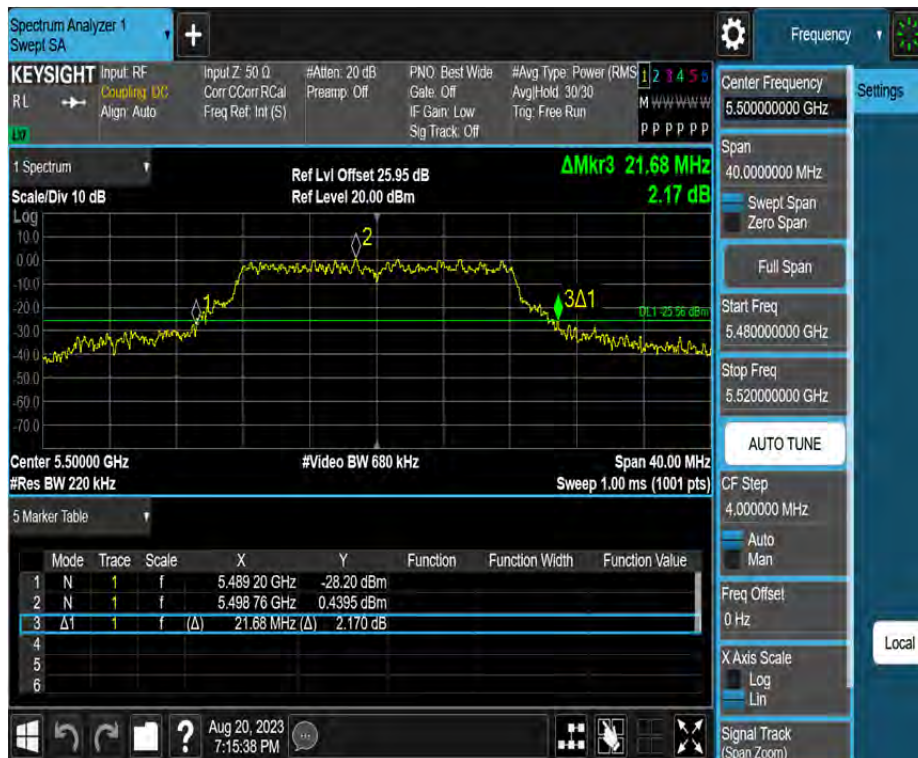 Spectrum Analyzer 1
Swept SA
Frequency
KEYSIGHT Input: RF Input Z: 50 Ω #Atten: 20 dB PNO: Best Wide #Avg Type: Power (RMS 1 2 3 4 5 6
RL Coupling: DC Corr CCorr RCal Preamp: Off Gate: Off Avg|Hold: 30/30 M W W W W W
Align: Auto Freq Ref: Int (S) IF Gain: Low Trig: Free Run
Sig Track: Off P P P P P P
Center Frequency
5.500000000 GHz
Settings
Span
40.0000000 MHz
Swept Span
Zero Span
Full Span
Start Freq
5.480000000 GHz
Stop Freq
5.520000000 GHz
AUTO TUNE
CF Step
4.000000 MHz
Auto
Man
Freq Offset
0 Hz
X Axis Scale
Log
Lin
Signal Track
(Span Zoom)
Local
1 Spectrum
Scale/Div 10 dB
Ref Lvl Offset 25.95 dB
Ref Level 20.00 dBm
ΔMkr3 21.68 MHz
2.17 dB
Log
10.0
0.00
-10.0
-20.0
-30.0
-40.0
-50.0
-60.0
-70.0
2
1
3Δ1
DL1 -25.56 dBm
Center 5.50000 GHz #Video BW 680 kHz Span 40.00 MHz
#Res BW 220 kHz Sweep 1.00 ms (1001 pts)
5 Marker Table
Mode Trace Scale X Y Function Function Width Function Value
1 N 1 f 5.489 20 GHz -28.20 dBm
2 N 1 f 5.498 76 GHz 0.4395 dBm
3 Δ1 1 f (Δ) 21.68 MHz (Δ) 2.170 dB
4
5
6
Aug 20, 2023
7:15:38 PM